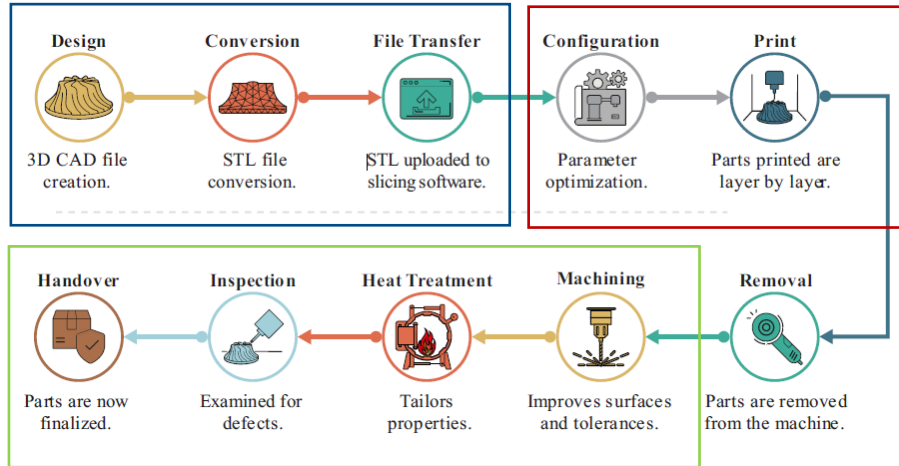 Design
Conversion
File Transfer
Configuration
Print
3D CAD file
creation.
STL file
conversion.
STL uploaded to
slicing software.
Parameter
optimization.
Parts printed are
layer by layer.
Handover
Inspection
Heat Treatment
Machining
Removal
Parts are now
finalized.
Examined for
defects.
Tailors
properties.
Improves surfaces
and tolerances.
Parts are removed
from the machine.